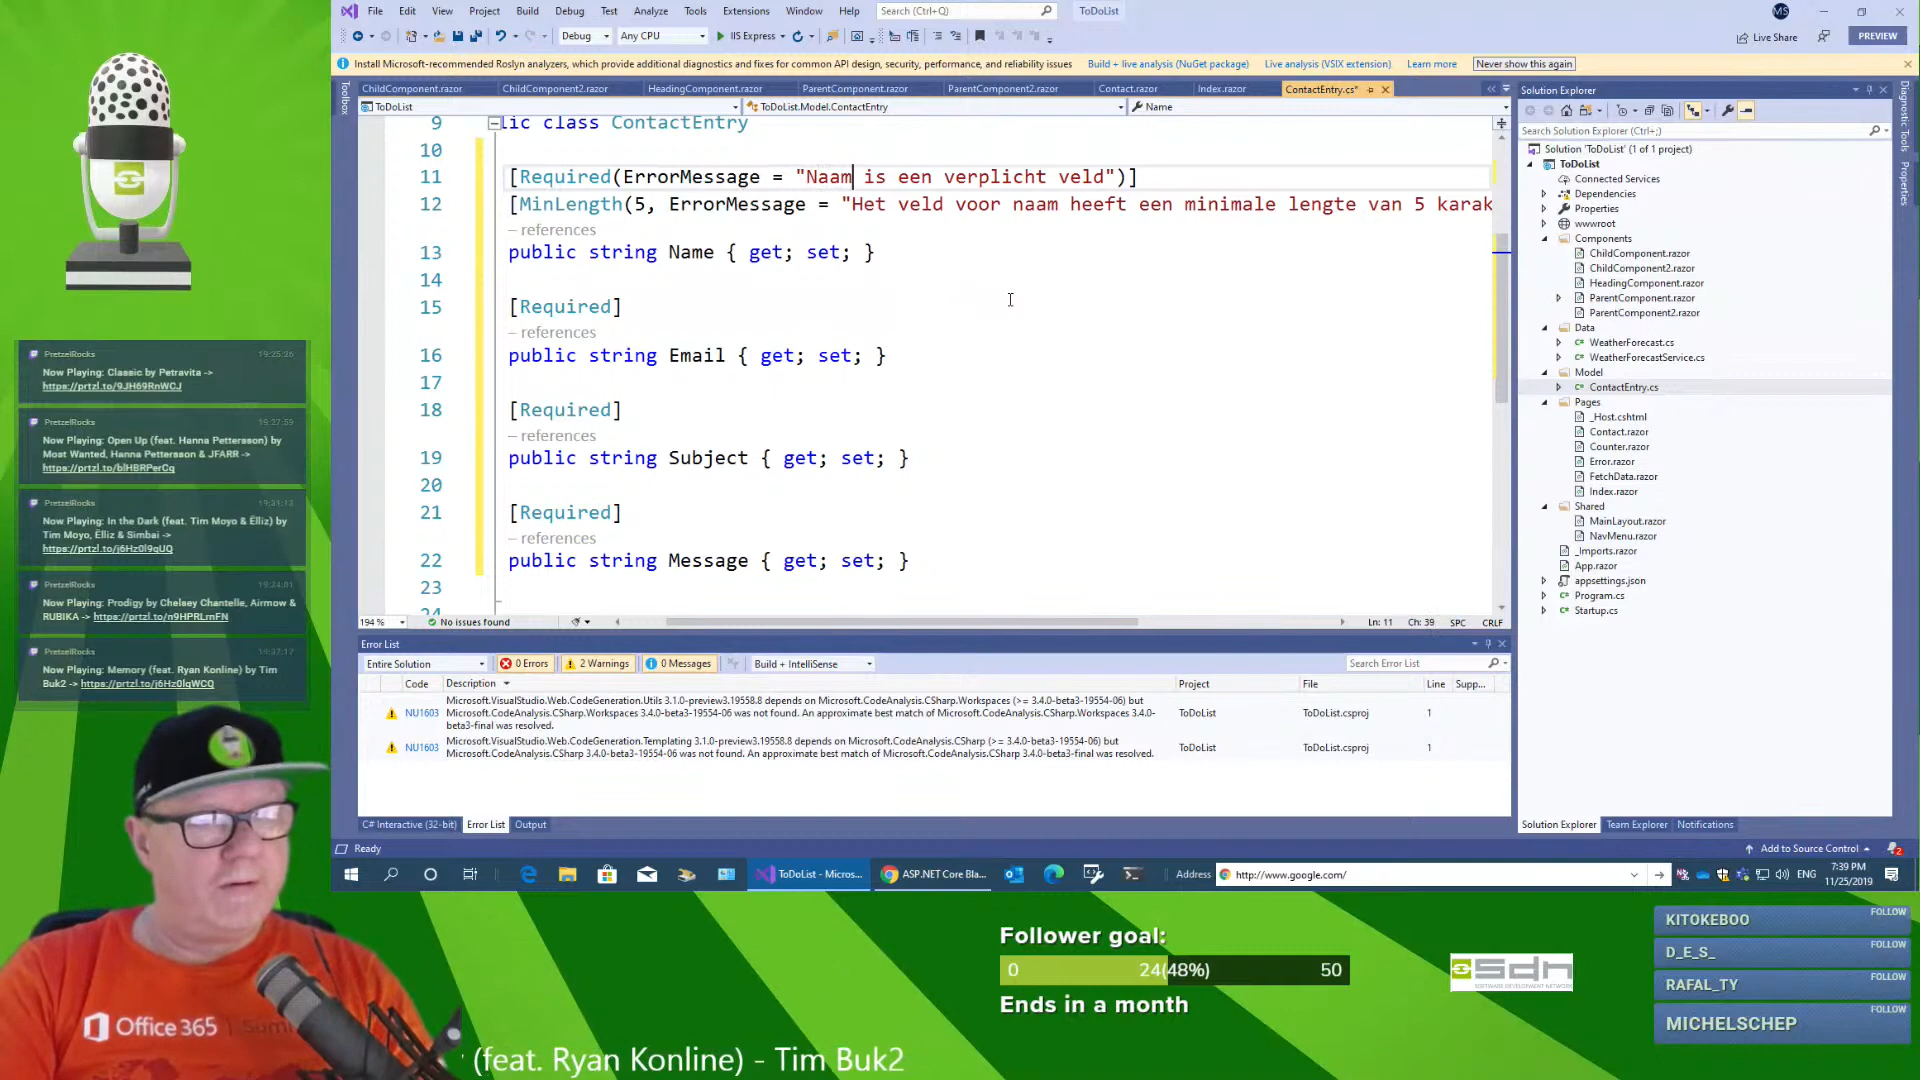 File Edit View Project Build Debug Test Analyze Tools Extensions Window Help Search (Ctrl+Q) ToDoList MS
Debug Any CPU IIS Express Live Share PREVIEW
Install Microsoft-recommended Roslyn analyzers, which provide additional diagnostics and fixes for common API design, security, performance, and reliability issues Build + live analysis (NuGet package) Live analysis (VSIX extension) Learn more Never show this again
Toolbox
ChildComponent.razor ChildComponent2.razor HeadingComponent.razor ParentComponent.razor ParentComponent2.razor Contact.razor Index.razor ContactEntry.cs*
ToDoList ToDoList.Model.ContactEntry Name
9 lic class ContactEntry
10
11 [Required(ErrorMessage = "Naam is een verplicht veld")]
12 [MinLength(5, ErrorMessage = "Het veld voor naam heeft een minimale lengte van 5 karak
– references
13 public string Name { get; set; }
14
15 [Required]
– references
16 public string Email { get; set; }
17
18 [Required]
– references
19 public string Subject { get; set; }
20
21 [Required]
– references
22 public string Message { get; set; }
23
24
194 % No issues found Ln: 11 Ch: 39 SPC CRLF
Error List
Entire Solution 0 Errors 2 Warnings 0 Messages Build + IntelliSense Search Error List
Code Description Project File Line Supp...
NU1603 Microsoft.VisualStudio.Web.CodeGeneration.Utils 3.1.0-preview3.19558.8 depends on Microsoft.CodeAnalysis.CSharp.Workspaces (>= 3.4.0-beta3-19554-06) but
Microsoft.CodeAnalysis.CSharp.Workspaces 3.4.0-beta3-19554-06 was not found. An approximate best match of Microsoft.CodeAnalysis.CSharp.Workspaces 3.4.0-
beta3-final was resolved.
ToDoList ToDoList.csproj 1
NU1603 Microsoft.VisualStudio.Web.CodeGeneration.Templating 3.1.0-preview3.19558.8 depends on Microsoft.CodeAnalysis.CSharp (>= 3.4.0-beta3-19554-06) but
Microsoft.CodeAnalysis.CSharp 3.4.0-beta3-19554-06 was not found. An approximate best match of Microsoft.CodeAnalysis.CSharp 3.4.0-beta3-final was resolved.
ToDoList ToDoList.csproj 1
C# Interactive (32-bit) Error List Output
Ready Add to Source Control 2
Solution Explorer
Search Solution Explorer (Ctrl+;)
Solution 'ToDoList' (1 of 1 project)
ToDoList
Connected Services
Dependencies
Properties
wwwroot
Components
ChildComponent.razor
ChildComponent2.razor
HeadingComponent.razor
ParentComponent.razor
ParentComponent2.razor
Data
WeatherForecast.cs
WeatherForecastService.cs
Model
ContactEntry.cs
Pages
_Host.cshtml
Contact.razor
Counter.razor
Error.razor
FetchData.razor
Index.razor
Shared
MainLayout.razor
NavMenu.razor
_Imports.razor
App.razor
appsettings.json
Program.cs
Startup.cs
Solution Explorer Team Explorer Notifications
Diagnostic Tools
Properties
ToDoList - Micros... ASP.NET Core Bla... Address http://www.google.com/ ENG 7:39 PM
11/25/2019
PretzelRocks 19:25:26
Now Playing: Classic by Petravita ->
https://prtzl.to/9JH69RnWCJ
PretzelRocks 19:27:59
Now Playing: Open Up (feat. Hanna Pettersson) by
Most Wanted, Hanna Pettersson & JFARR ->
https://prtzl.to/blHBRPerCq
PretzelRocks 19:31:13
Now Playing: In the Dark (feat. Tim Moyo & Ëlliz) by
Tim Moyo, Ëlliz & Simbai ->
https://prtzl.to/j6Hz0l9qUQ
PretzelRocks
Now Playing: Prodigy by Chelsey Chantelle, Airmow &
RUBIKA -> https://prtzl.to/n9HPRLrnFN
PretzelRocks
Now Playing: Memory (feat. Ryan Konline) by Tim
Buk2 -> https://prtzl.to/j6Hz0lqWCQ
Office 365
Follower goal:
0 24(48%) 50
Ends in a month
(feat. Ryan Konline) - Tim Buk2
sdn
SOFTWARE DEVELOPMENT NETWORK
KITOKEBOO FOLLOW
D_E_S_ FOLLOW
RAFAL_TY FOLLOW
MICHELSCHEP FOLLOW